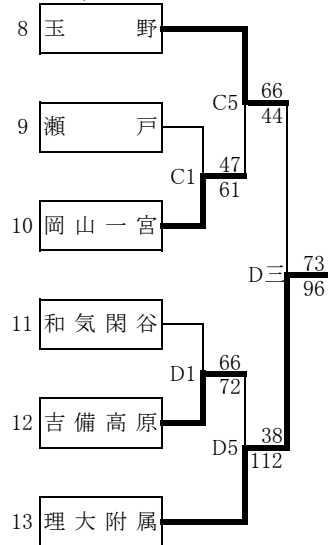 8 玉野
66
C5
44
9 瀬戸
47
C1
61
10 岡山一宮
73
D三
96
11 和気閑谷
66
D1
72
12 吉備高原
38
D5
112
13 理大附属